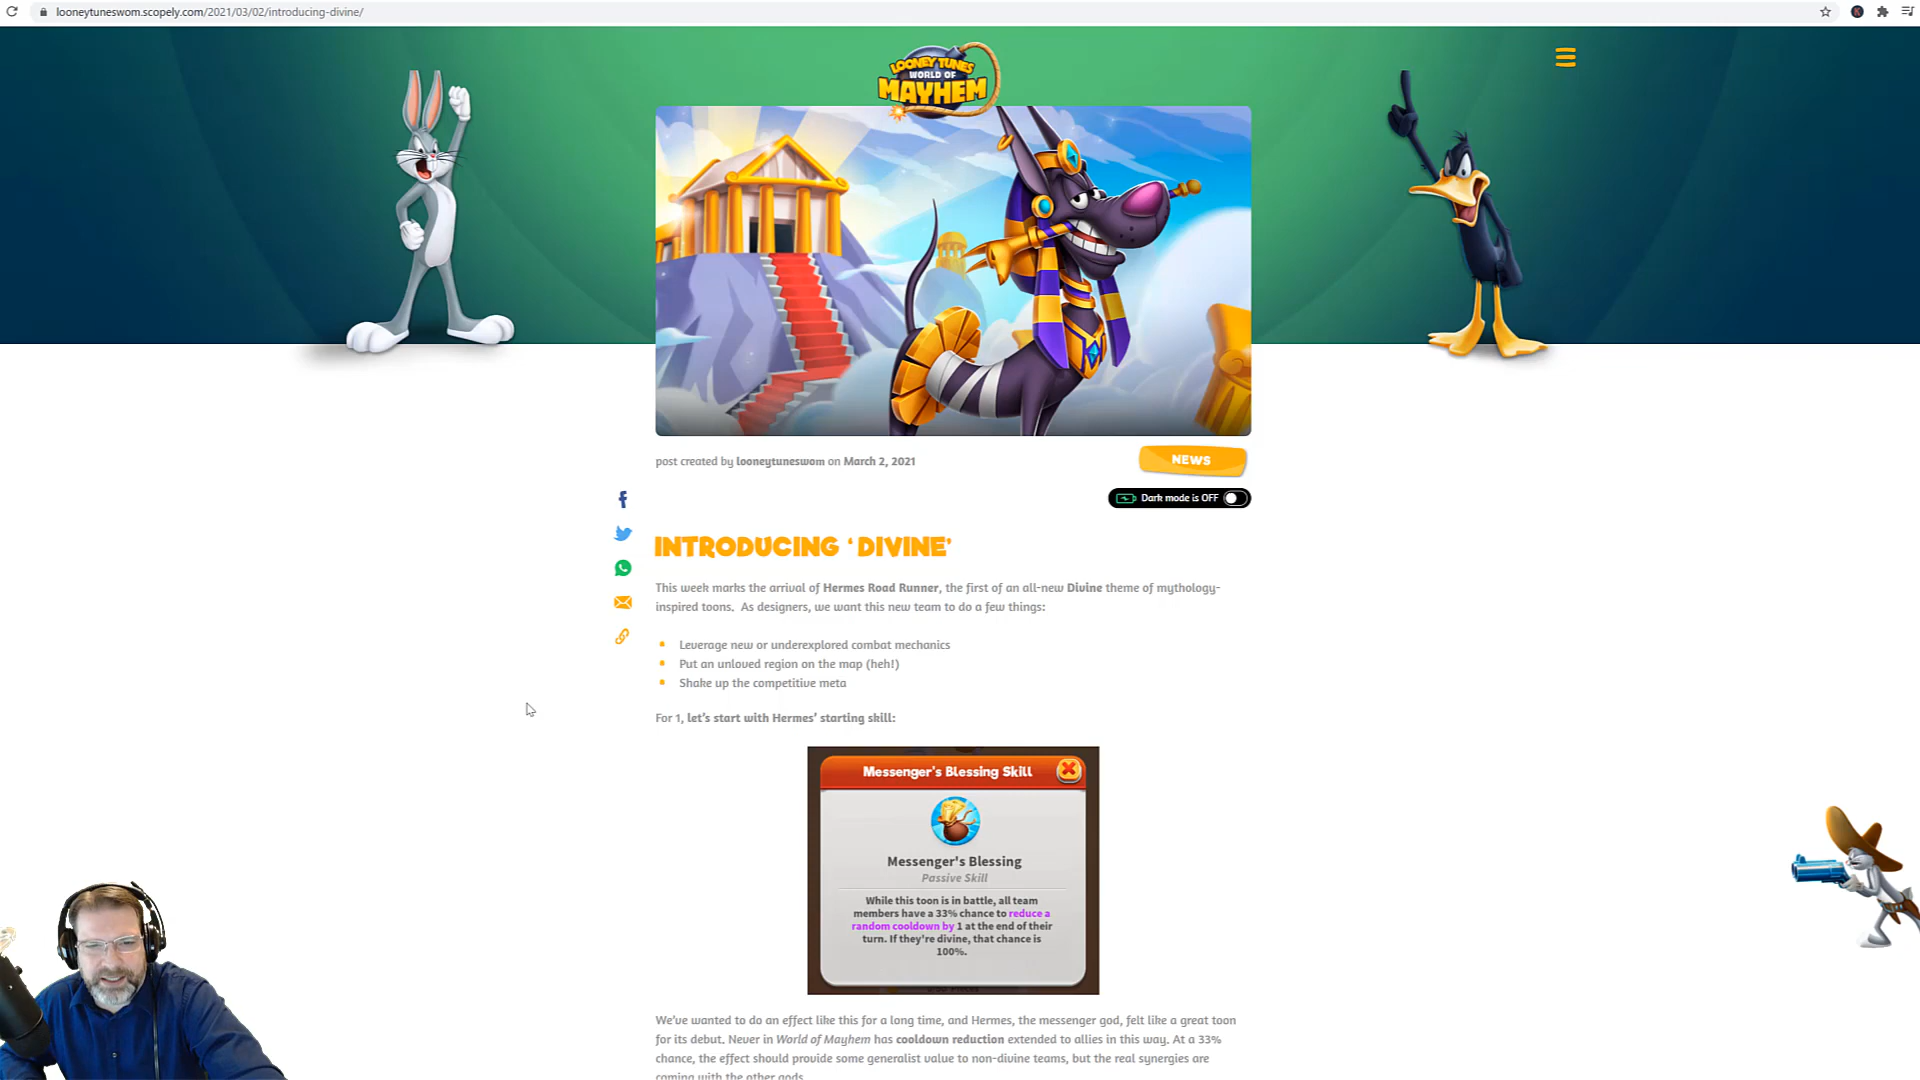 looneytuneswom.scopely.com/2021/03/02/introducing-divine/
LOONEY TUNES
WORLD OF
MAYHEM
post created by looneytuneswom on March 2, 2021
NEWS
Dark mode is OFF
INTRODUCING ‘DIVINE’
This week marks the arrival of Hermes Road Runner, the first of an all-new Divine theme of mythology-
inspired toons. As designers, we want this new team to do a few things:
Leverage new or underexplored combat mechanics
Put an unloved region on the map (heh!)
Shake up the competitive meta
For 1, let’s start with Hermes’ starting skill:
Messenger's Blessing Skill
Messenger's Blessing
Passive Skill
While this toon is in battle, all team
members have a 33% chance to reduce a
random cooldown by 1 at the end of their
turn. If they're divine, that chance is
100%.
We’ve wanted to do an effect like this for a long time, and Hermes, the messenger god, felt like a great toon
for its debut. Never in World of Mayhem has cooldown reduction extended to allies in this way. At a 33%
chance, the effect should provide some generalist value to non-divine teams, but the real synergies are
coming with the other gods.